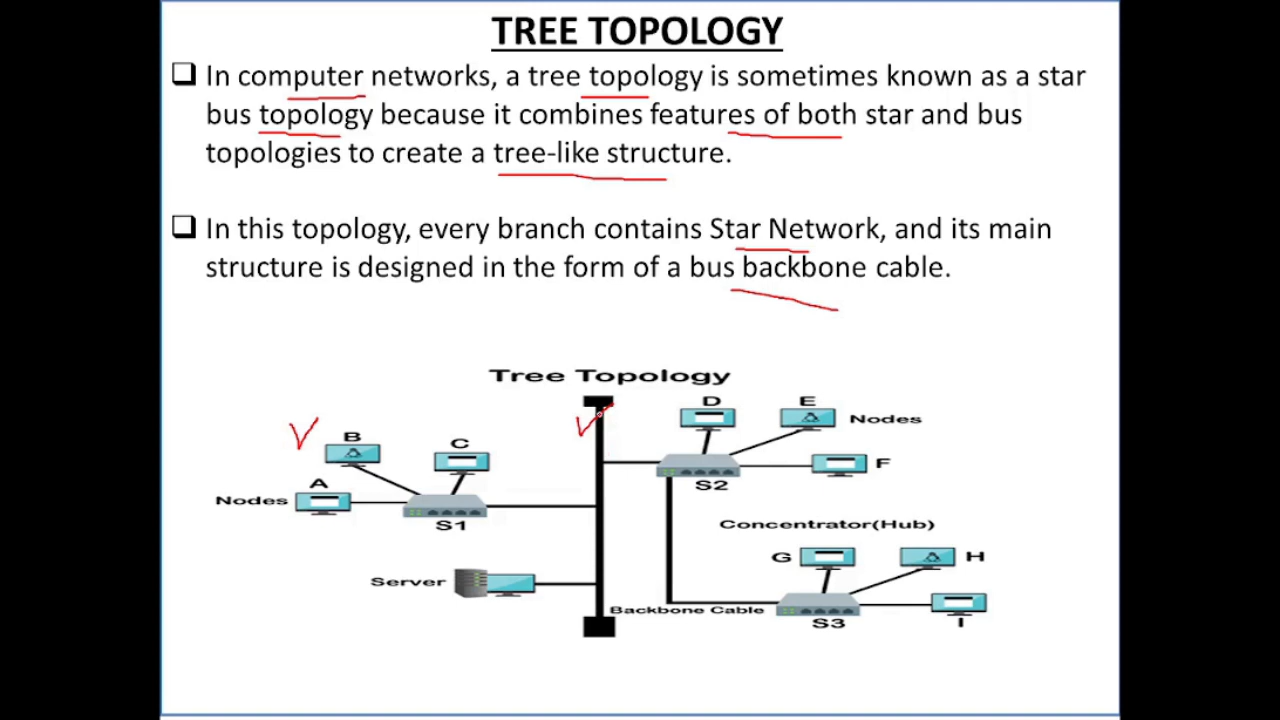 TREE TOPOLOGY
In computer networks, a tree topology is sometimes known as a star
bus topology because it combines features of both star and bus
topologies to create a tree-like structure.
In this topology, every branch contains Star Network, and its main
structure is designed in the form of a bus backbone cable.
Tree Topology
D
E
Nodes
B
C
F
A
S2
Nodes
S1
Concentrator(Hub)
G
H
Server
Backbone Cable
S3
I